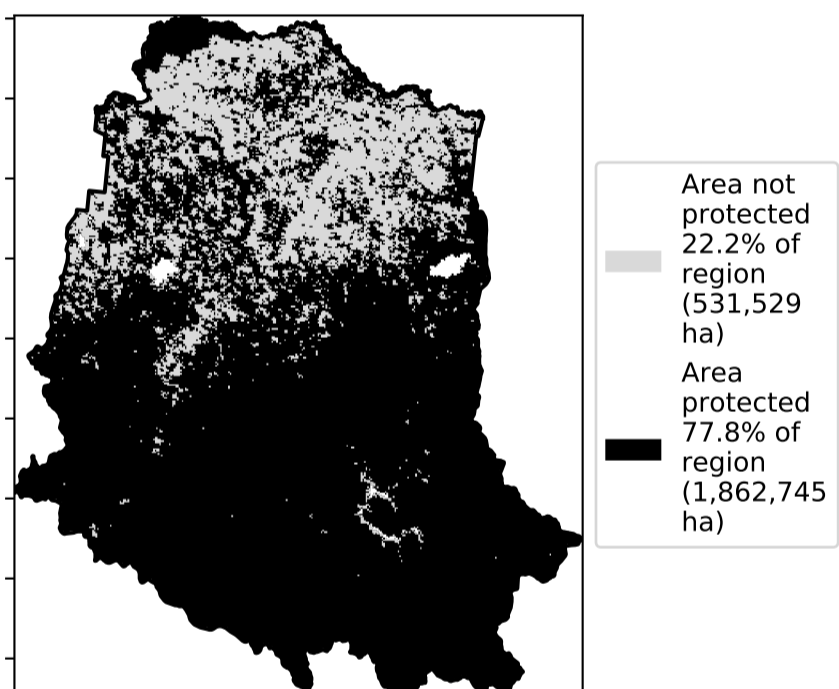 Area not
protected
22.2% of
region
(531,529
ha)
Area
protected
77.8% of
region
(1,862,745
ha)